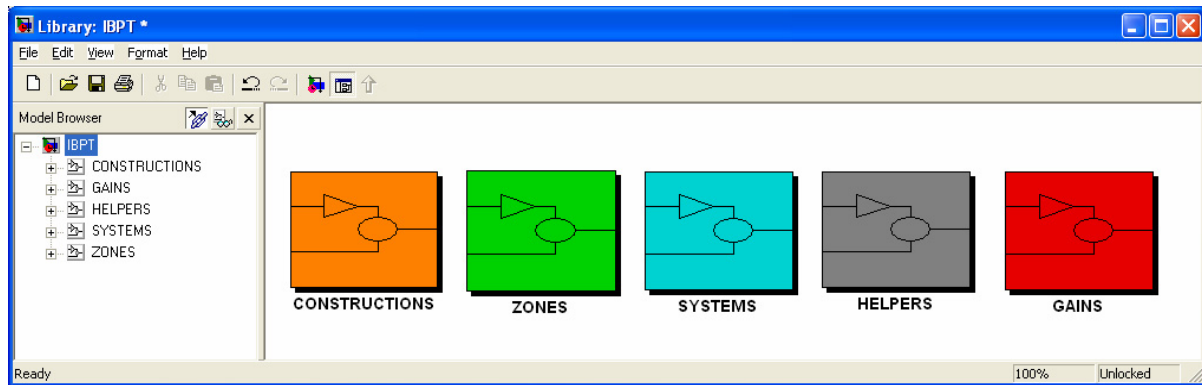 Library: IBPT *
File Edit View Format Help
Model Browser
IBPT
CONSTRUCTIONS
GAINS
HELPERS
SYSTEMS
ZONES
CONSTRUCTIONS ZONES SYSTEMS HELPERS GAINS
Ready 100% Unlocked